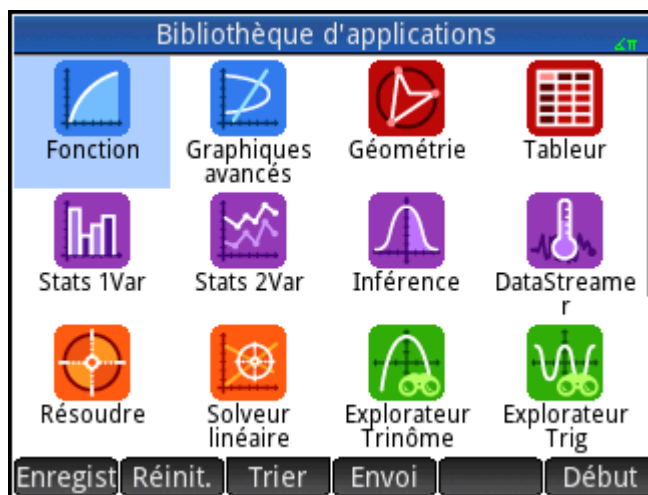 Bibliothèque d'applications
∡π
Fonction
Graphiques
avancés
Géométrie
Tableur
Stats 1Var
Stats 2Var
Inférence
DataStreame
r
Résoudre
Solveur
linéaire
Explorateur
Trinôme
Explorateur
Trig
Enregist Réinit. Trier Envoi Début